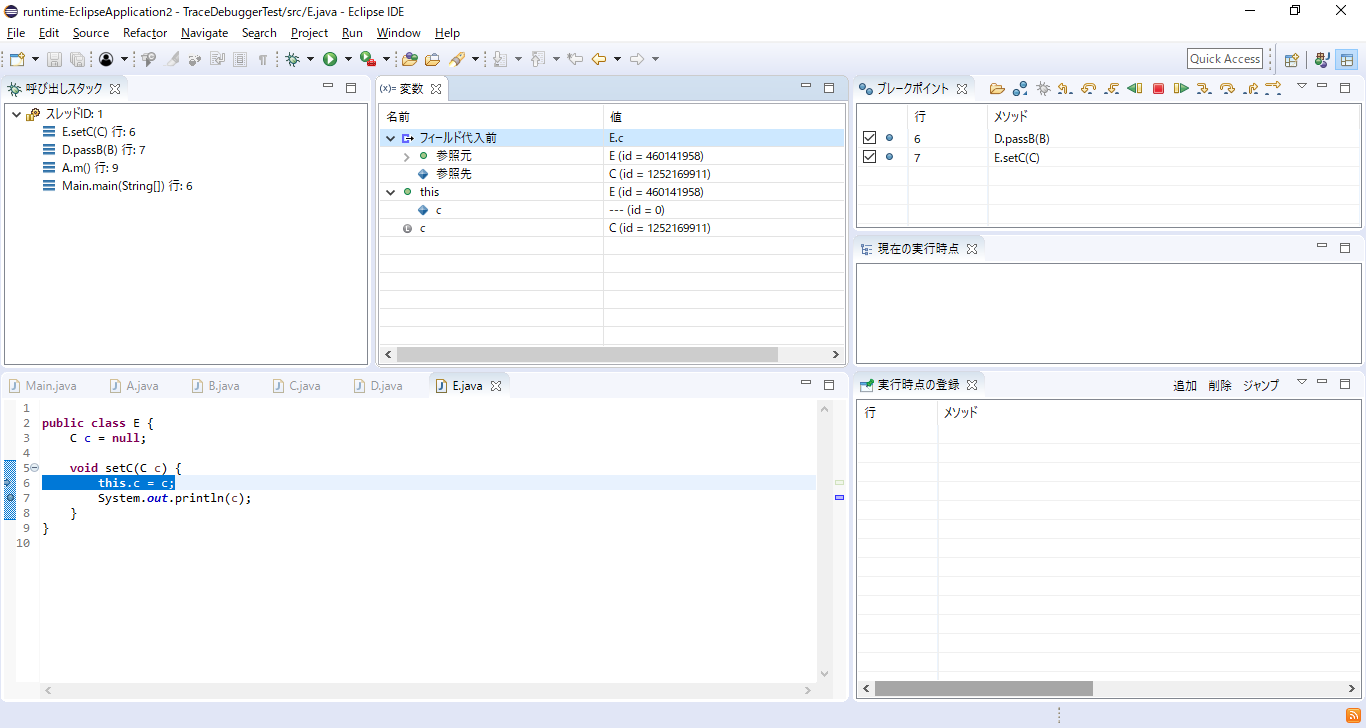 runtime-EclipseApplication2 - TraceDebuggerTest/src/E.java - Eclipse IDE
File Edit Source Refactor Navigate Search Project Run Window Help
Quick Access
呼び出しスタック
スレッドID: 1
E.setC(C) 行: 6
D.passB(B) 行: 7
A.m() 行: 9
Main.main(String[]) 行: 6
(x)= 変数
名前 値
フィールド代入前 E.c
参照元 E (id = 460141958)
参照先 C (id = 1252169911)
this E (id = 460141958)
c --- (id = 0)
c C (id = 1252169911)
ブレークポイント
行 メソッド
6 D.passB(B)
7 E.setC(C)
現在の実行時点
Main.java A.java B.java C.java D.java E.java
1
2 public class E {
3 C c = null;
4
5 void setC(C c) {
6 this.c = c;
7 System.out.println(c);
8 }
9 }
10
実行時点の登録 追加 削除 ジャンプ
行 メソッド